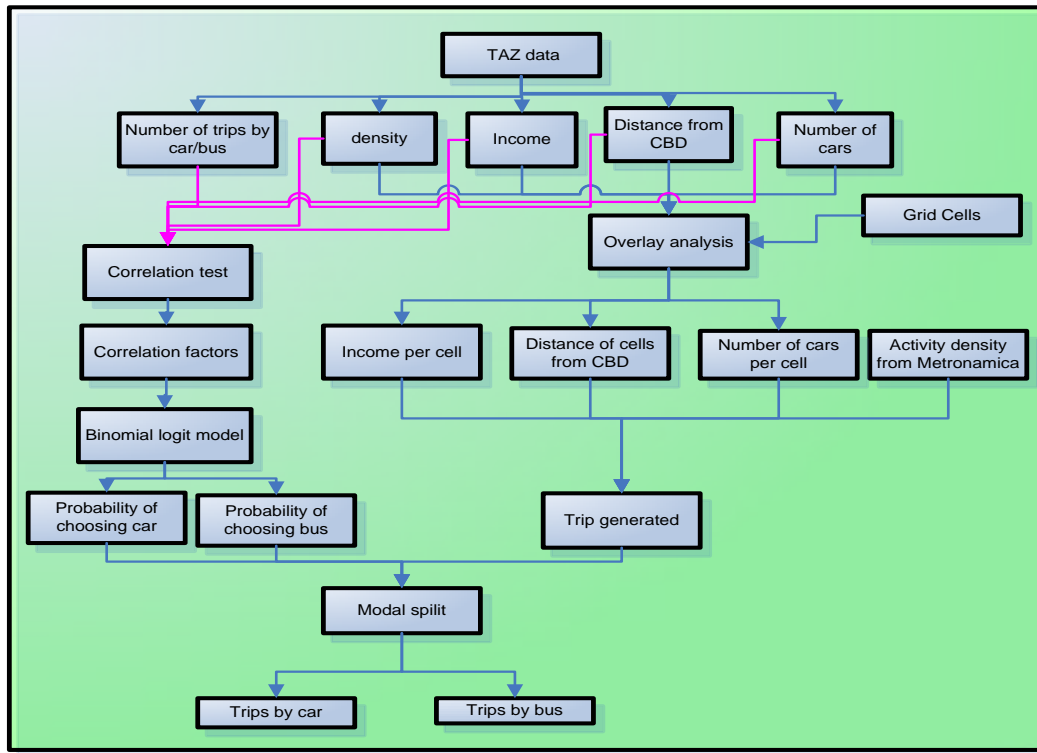 TAZ data
Number of trips by
car/bus
density
Income
Distance from
CBD
Number of
cars
Grid Cells
Overlay analysis
Correlation test
Correlation factors
Income per cell
Distance of cells
from CBD
Number of cars
per cell
Activity density
from Metronamica
Binomial logit model
Probability of
choosing car
Probability of
choosing bus
Trip generated
Modal spilit
Trips by car
Trips by bus